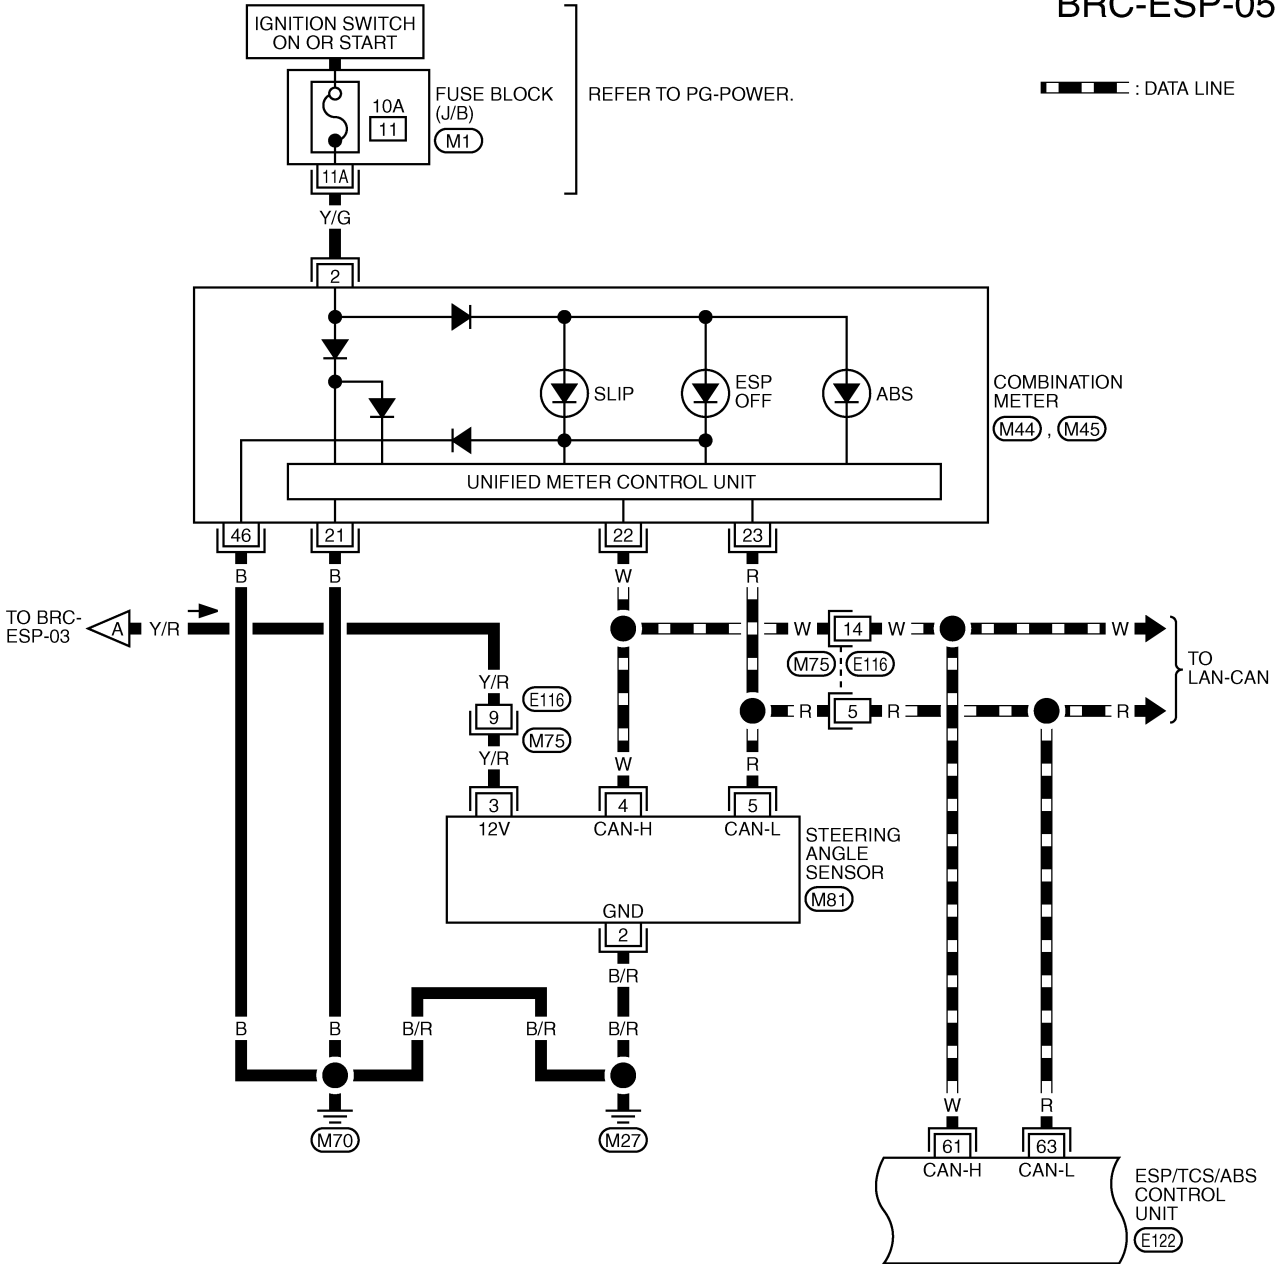 BRC-ESP-05
IGNITION SWITCH
ON OR START
FUSE BLOCK
(J/B)
M1
10A
11
11A
REFER TO PG-POWER.
: DATA LINE
Y/G
2
SLIP
ESP
OFF
ABS
COMBINATION
METER
M44 , M45
UNIFIED METER CONTROL UNIT
46
21
22
23
B
B
W
R
TO BRC-
ESP-03
A
Y/R
W
14
W
W
M75
E116
TO
LAN-CAN
R
5
R
R
Y/R
E116
9
M75
Y/R
W
R
3
4
5
12V
CAN-H
CAN-L
STEERING
ANGLE
SENSOR
M81
GND
2
B/R
B
B
B/R
B/R
B/R
M70
M27
W
R
61
63
CAN-H
CAN-L
ESP/TCS/ABS
CONTROL
UNIT
E122